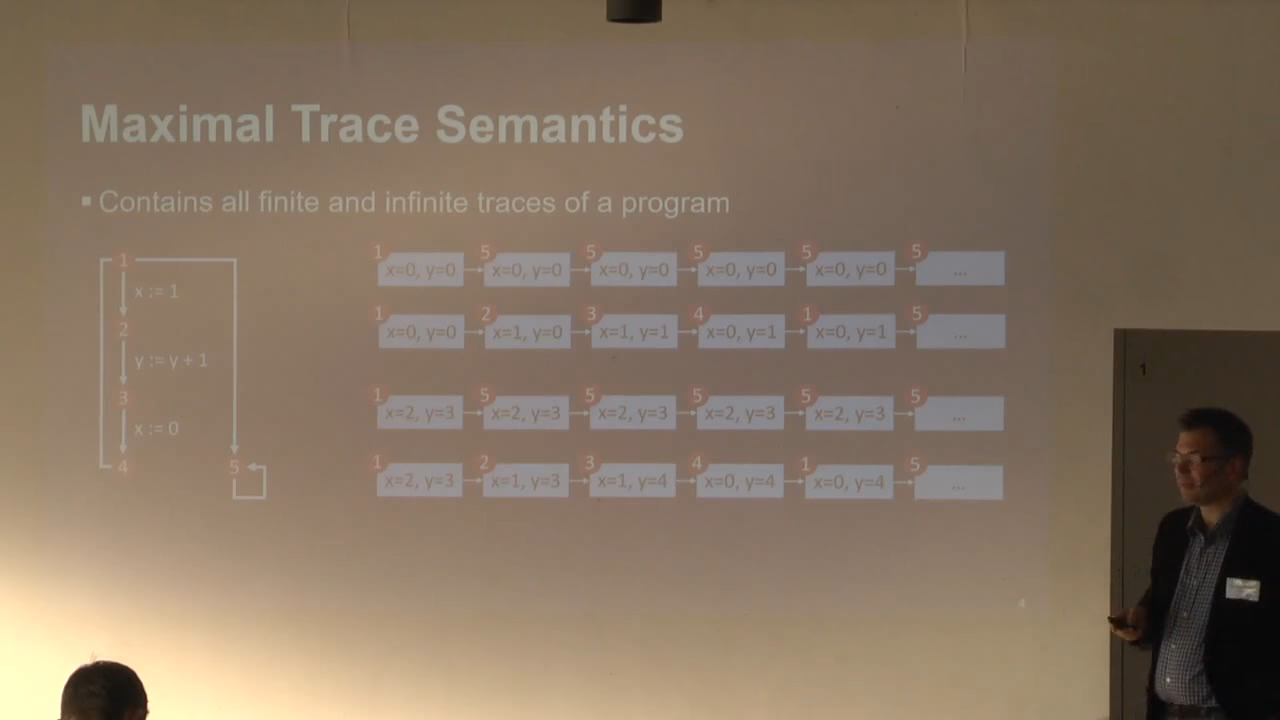 Maximal Trace Semantics
▪ Contains all finite and infinite traces of a program
1
x := 1
2
y := y + 1
3
x := 0
4
5
1 5 5 5 5 5
x=0, y=0 x=0, y=0 x=0, y=0 x=0, y=0 x=0, y=0 ...
1 2 3 4 1 5
x=0, y=0 x=1, y=0 x=1, y=1 x=0, y=1 x=0, y=1 ...
1 5 5 5 5 5
x=2, y=3 x=2, y=3 x=2, y=3 x=2, y=3 x=2, y=3 ...
1 2 3 4 1 5
x=2, y=3 x=1, y=3 x=1, y=4 x=0, y=4 x=0, y=4 ...
4
1